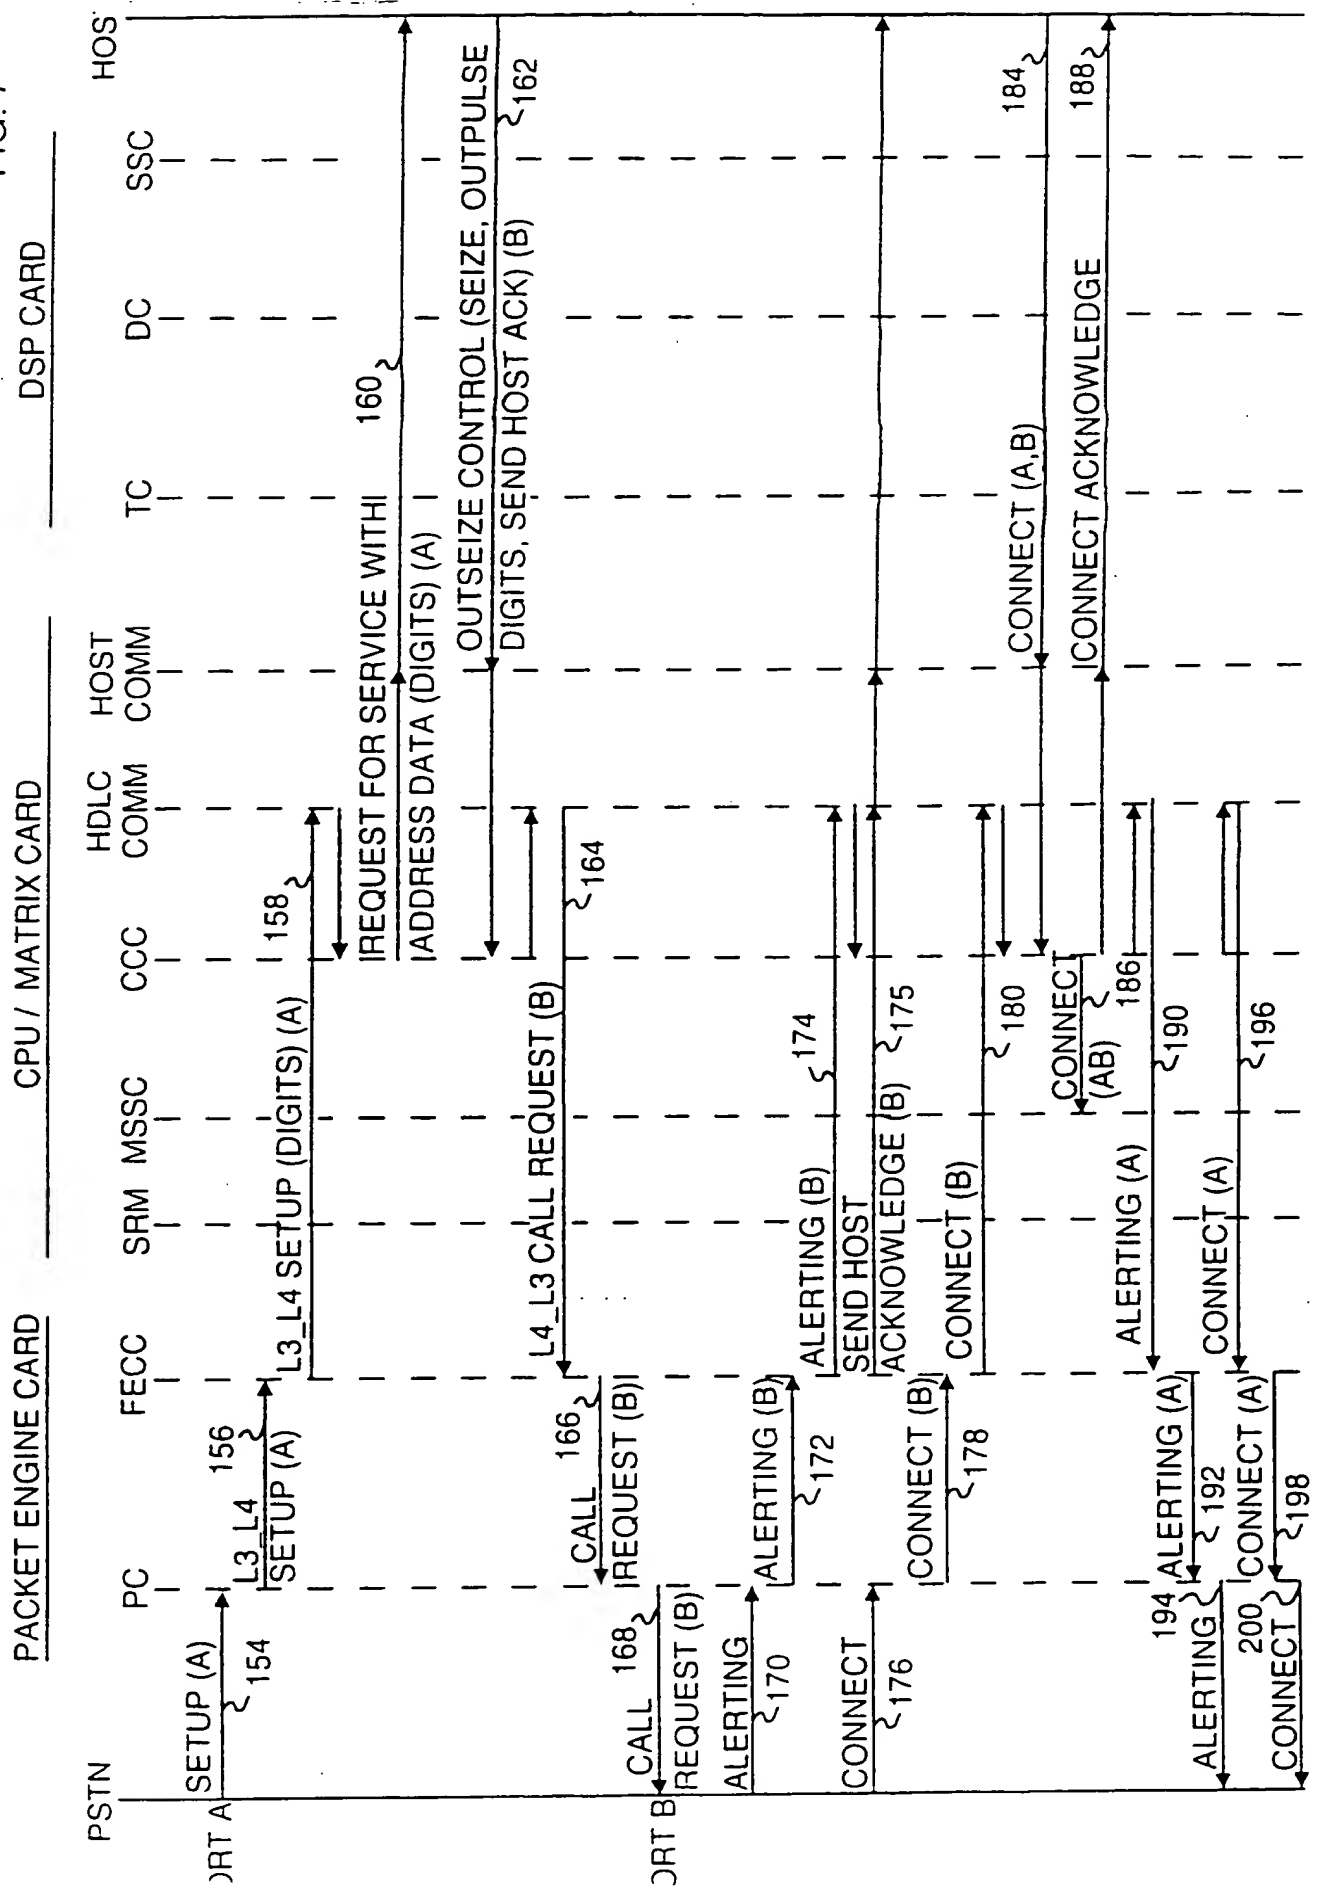 PACKET ENGINE CARD
CPU / MATRIX CARD
DSP CARD
PSTN
PC
FECC
SRM
MSSC
CCC
HDLC
COMM
HOST
COMM
TC
DC
SSC
HOS
SETUP (A)
154
L3_L4
SETUP (A)
156
L3_L4 SETUP (DIGITS) (A)
158
REQUEST FOR SERVICE WITH
ADDRESS DATA (DIGITS) (A)
160
OUTSEIZE CONTROL (SEIZE, OUTPULSE
DIGITS, SEND HOST ACK) (B)
162
L4_L3 CALL REQUEST (B)
164
CALL
REQUEST (B)
166
CALL
REQUEST (B)
168
ALERTING
170
ALERTING (B)
172
ALERTING (B)
174
SEND HOST
ACKNOWLEDGE (B)
175
CONNECT
176
CONNECT (B)
178
CONNECT (B)
180
CONNECT (A,B)
184
CONNECT
(AB)
186
CONNECT ACKNOWLEDGE
188
ALERTING (A)
190
ALERTING (A)
192
ALERTING
194
CONNECT (A)
196
CONNECT (A)
198
CONNECT
200